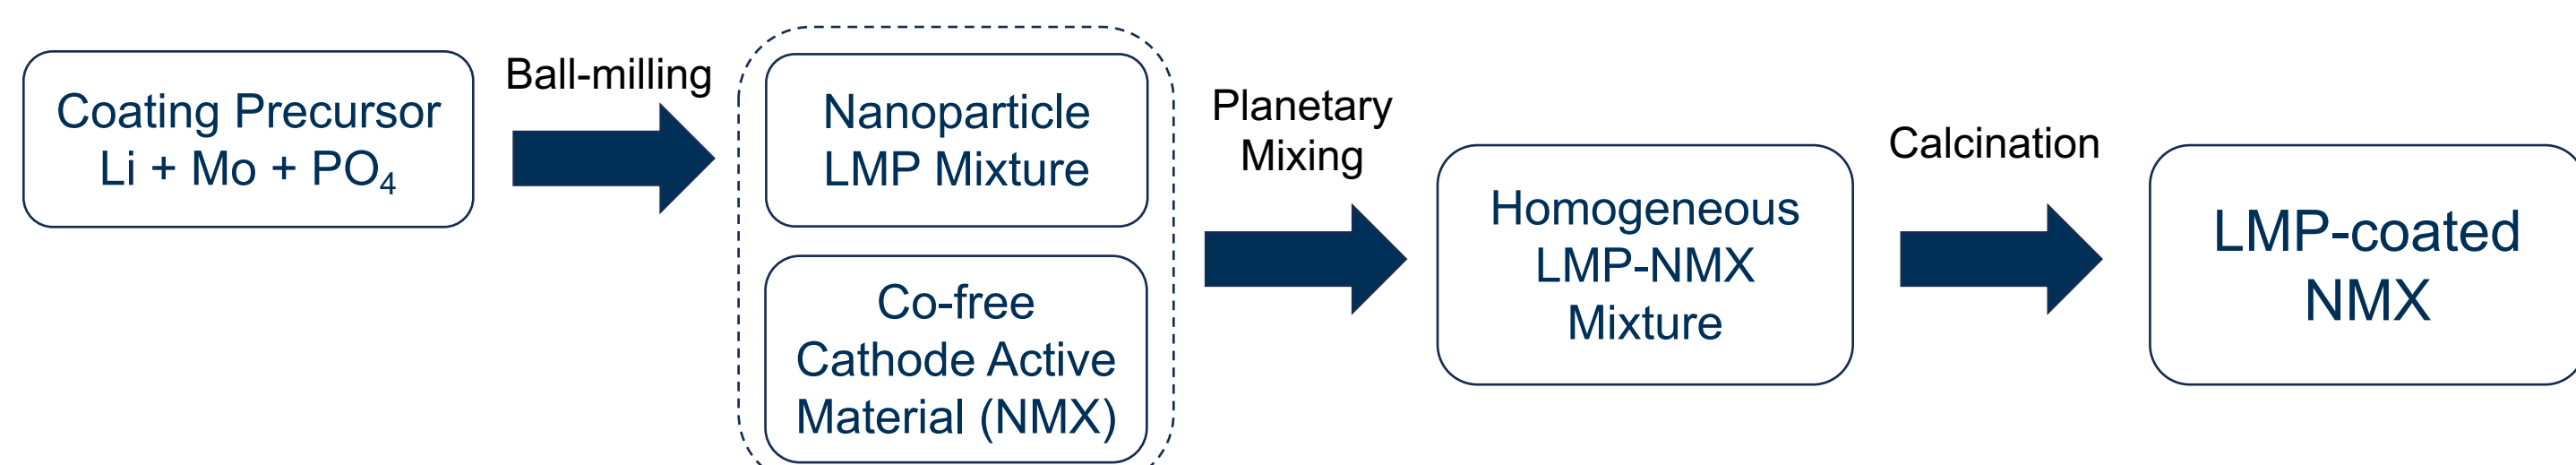 Coating Precursor
Li + Mo + PO₄
Ball-milling
Nanoparticle
LMP Mixture
Co-free
Cathode Active
Material (NMX)
Planetary
Mixing
Homogeneous
LMP-NMX
Mixture
Calcination
LMP-coated
NMX